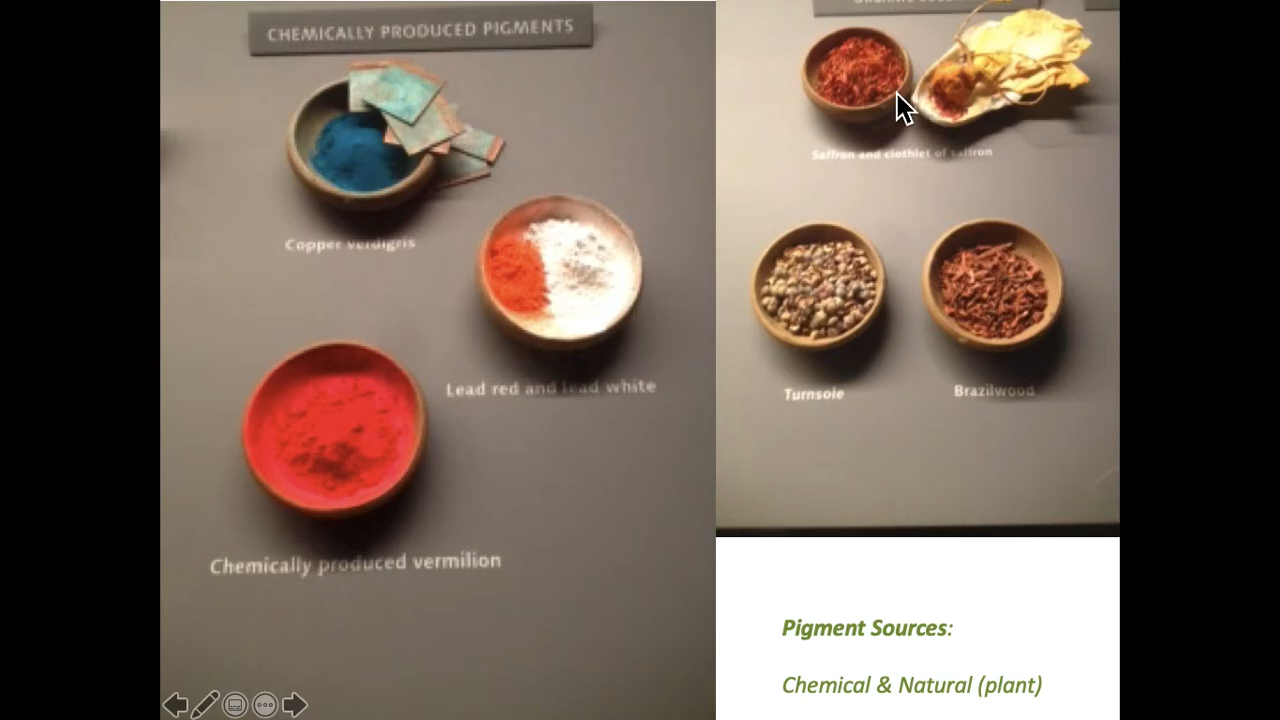 CHEMICALLY PRODUCED PIGMENTS
Copper verdigris
Lead red and lead white
Chemically produced vermilion
Saffron and clothlet of saffron
Turnsole
Brazilwood
Pigment Sources:
Chemical & Natural (plant)